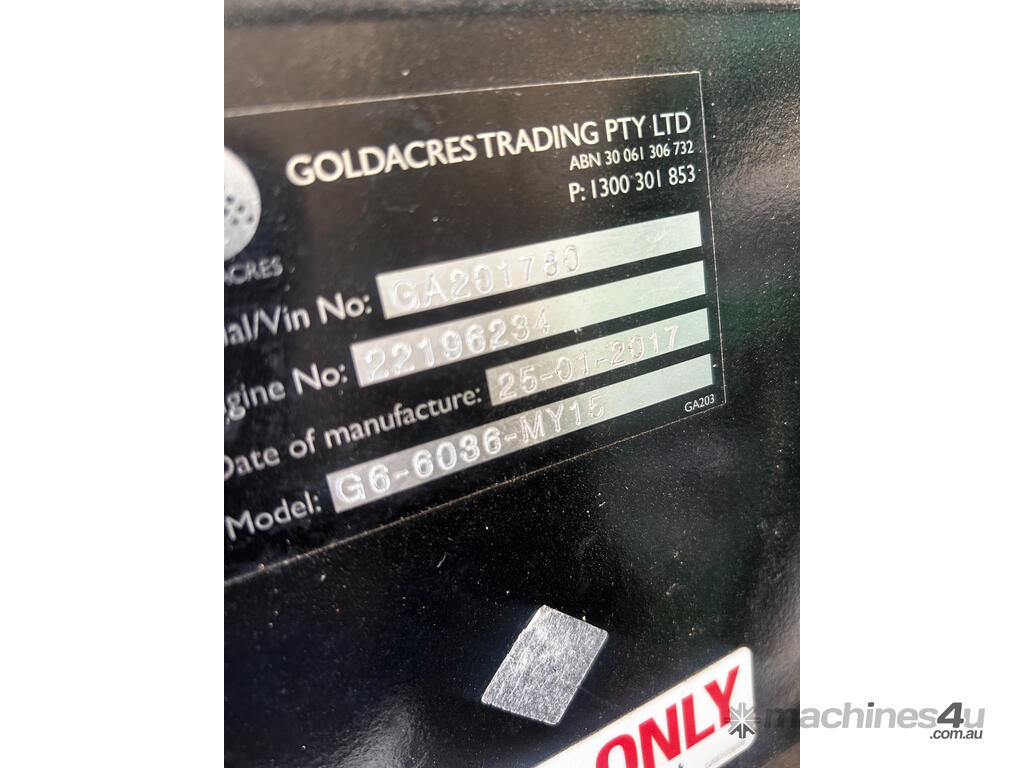 GOLDACRES TRADING PTY LTD
ABN 30 061 306 732
P: 1300 301 853
ACRES
ial/Vin No: GA201780
gine No: 22196234
Date of manufacture: 25-01-2017
Model: G6-6036-MY15
GA203
ONLY
machines4u
.com.au